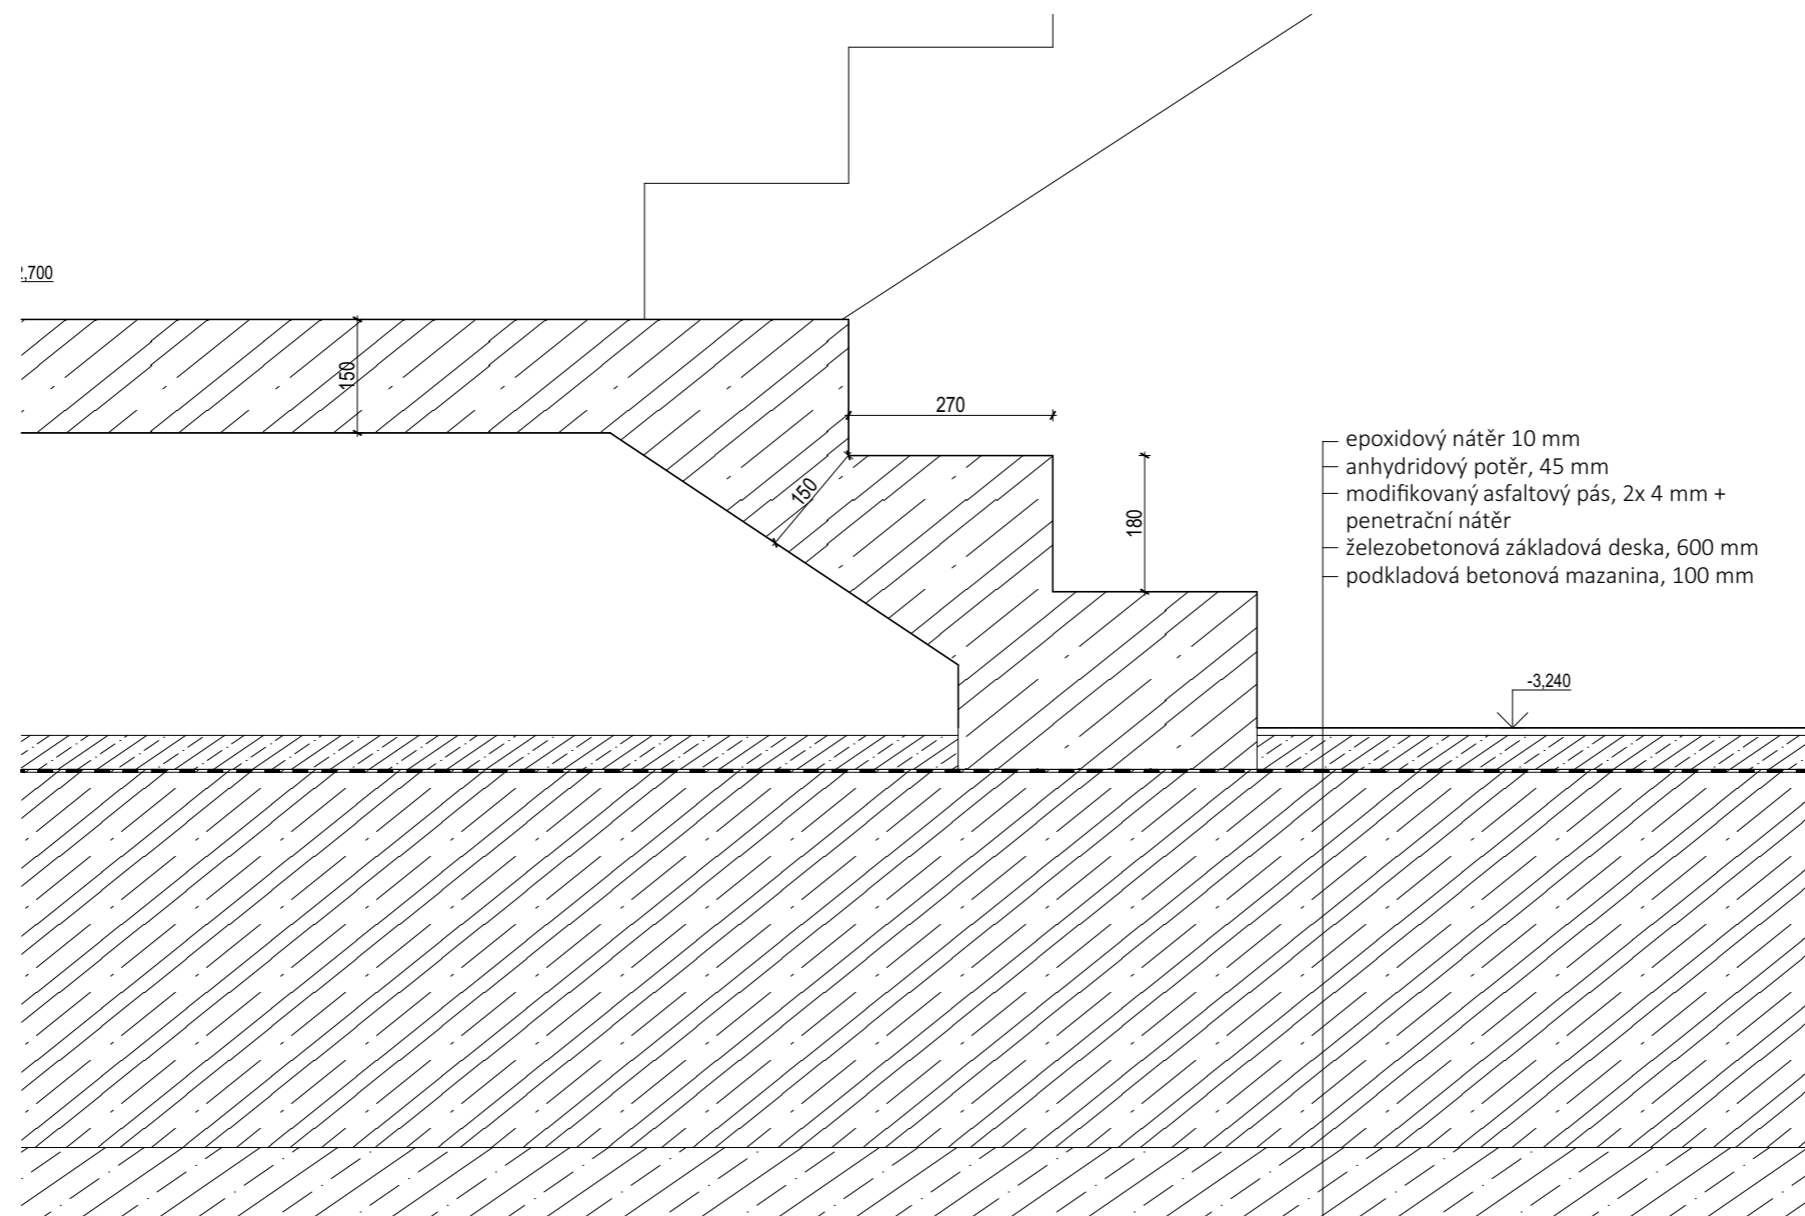 ,700
150
270
150
180
epoxidový nátěr 10 mm
anhydridový potěr, 45 mm
modifikovaný asfaltový pás, 2x 4 mm +
penetrační nátěr
železobetonová základová deska, 600 mm
podkladová betonová mazanina, 100 mm
-3,240